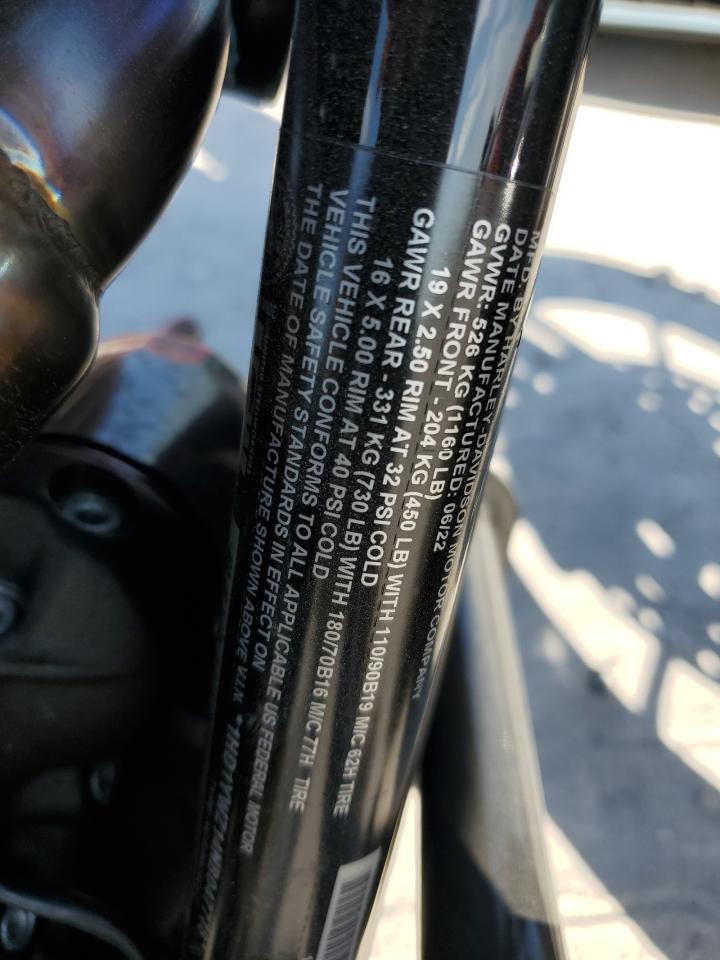 MFD. BY HARLEY-DAVIDSON MOTOR COMPANY
DATE MANUFACTURED: 06/22
GVWR: 526 KG (1160 LB)
GAWR FRONT - 204 KG (450 LB) WITH 110/90B19 M/C 62H TIRE
19 X 2.50 RIM AT 32 PSI COLD
GAWR REAR - 331 KG (730 LB) WITH 180/70B16 M/C 77H TIRE
16 X 5.00 RIM AT 40 PSI COLD
THIS VEHICLE CONFORMS TO ALL APPLICABLE US FEDERAL MOTOR
VEHICLE SAFETY STANDARDS IN EFFECT ON
THE DATE OF MANUFACTURE SHOWN ABOVE V.I.N.